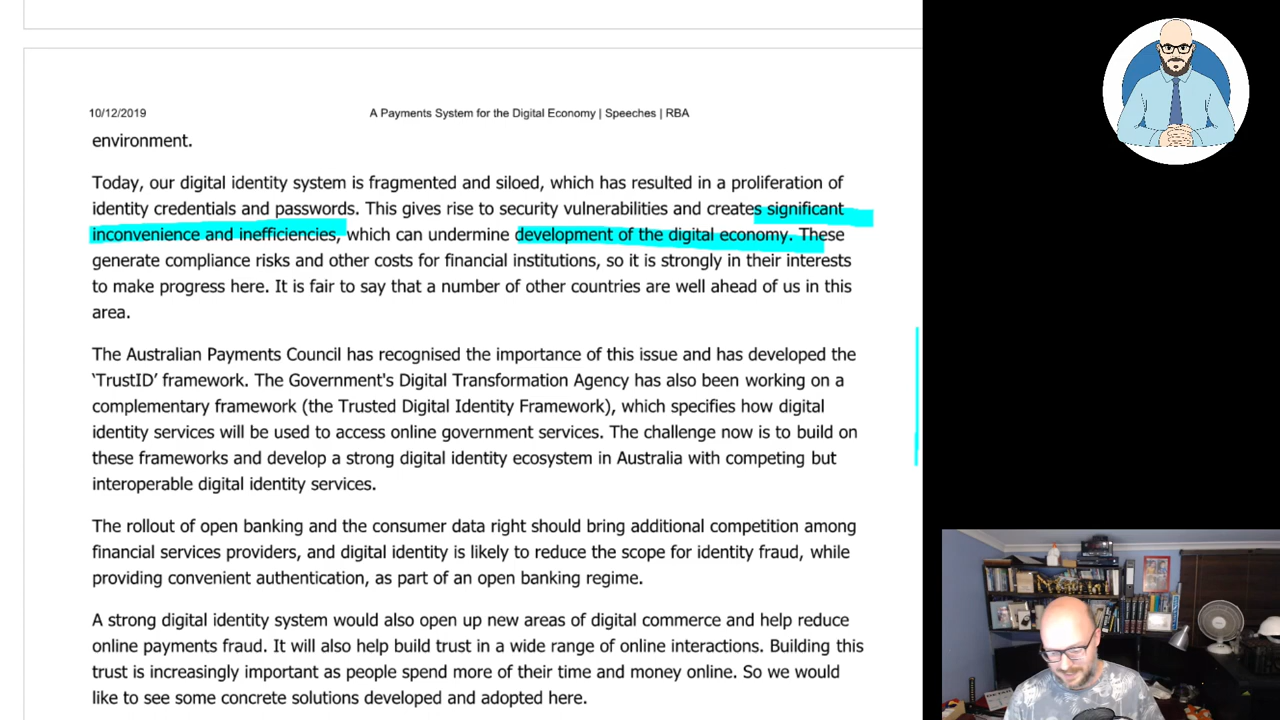 10/12/2019 A Payments System for the Digital Economy | Speeches | RBA
environment.
Today, our digital identity system is fragmented and siloed, which has resulted in a proliferation of
identity credentials and passwords. This gives rise to security vulnerabilities and creates significant
inconvenience and inefficiencies, which can undermine development of the digital economy. These
generate compliance risks and other costs for financial institutions, so it is strongly in their interests
to make progress here. It is fair to say that a number of other countries are well ahead of us in this
area.
The Australian Payments Council has recognised the importance of this issue and has developed the
‘TrustID’ framework. The Government's Digital Transformation Agency has also been working on a
complementary framework (the Trusted Digital Identity Framework), which specifies how digital
identity services will be used to access online government services. The challenge now is to build on
these frameworks and develop a strong digital identity ecosystem in Australia with competing but
interoperable digital identity services.
The rollout of open banking and the consumer data right should bring additional competition among
financial services providers, and digital identity is likely to reduce the scope for identity fraud, while
providing convenient authentication, as part of an open banking regime.
A strong digital identity system would also open up new areas of digital commerce and help reduce
online payments fraud. It will also help build trust in a wide range of online interactions. Building this
trust is increasingly important as people spend more of their time and money online. So we would
like to see some concrete solutions developed and adopted here.